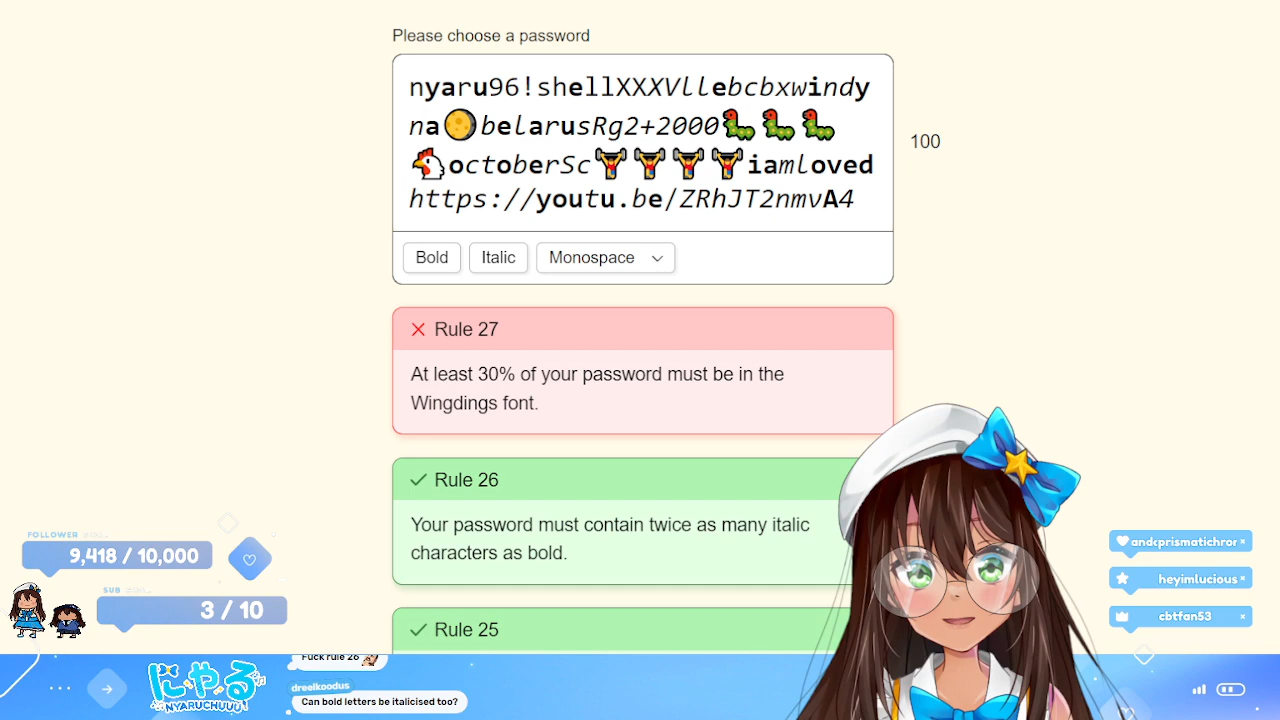 Please choose a password
nyaru96!shellXXXVllebcbxwindy
na🌕belarusRg2+2000🐛🐛🐛
🐔octoberSc🏋️🏋️🏋️🏋️iamloved
https://youtu.be/ZRhJT2nmvA4
100
Bold Italic Monospace
Rule 27
At least 30% of your password must be in the
Wingdings font.
Rule 26
Your password must contain twice as many italic
characters as bold.
Rule 25
FOLLOWER
9,418 / 10,000
SUB
3 / 10
andcprismatichror
heyimlucious
cbtfan53
にゃる
NYARUCHUUU
Fuck rule 26
dreelkoodus
Can bold letters be italicised too?